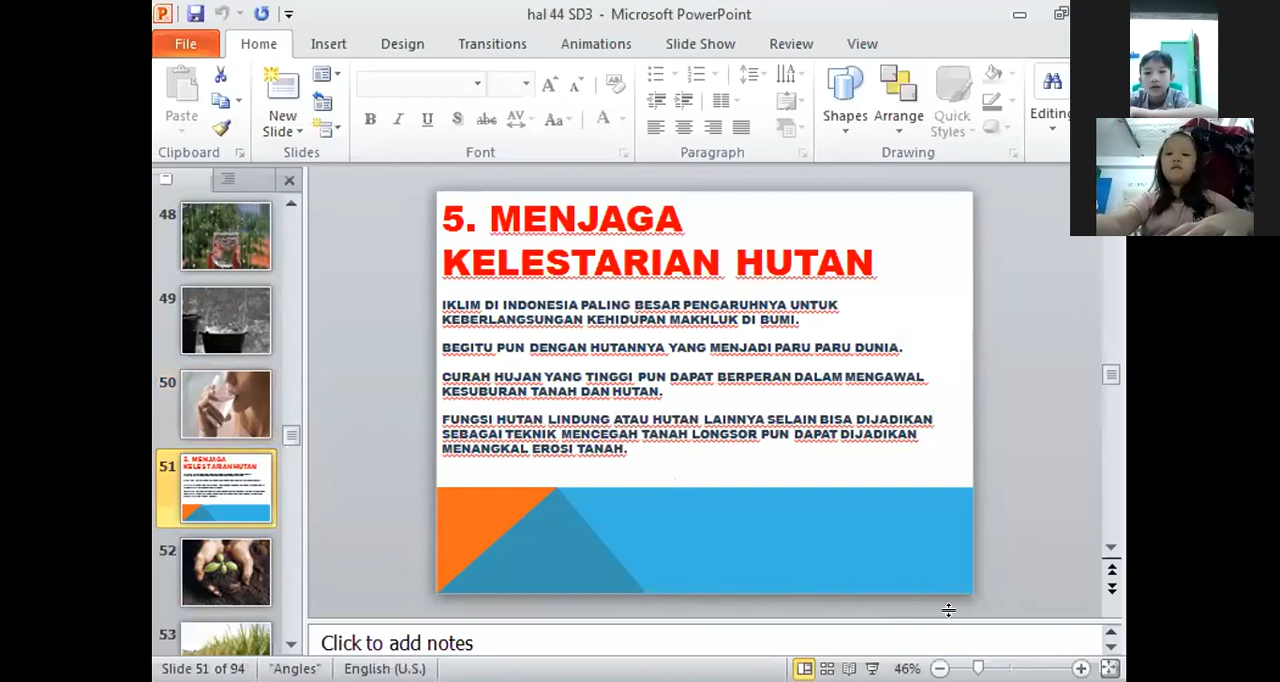 hal 44 SD3 - Microsoft PowerPoint
File Home Insert Design Transitions Animations Slide Show Review View
Paste
New
Slide
Shapes Arrange Quick
Styles
Editing
Clipboard Slides Font Paragraph Drawing
48
49
50
51
5. MENJAGA
KELESTARIAN HUTAN
52
53
5. MENJAGA
KELESTARIAN HUTAN
IKLIM DI INDONESIA PALING BESAR PENGARUHNYA UNTUK
KEBERLANGSUNGAN KEHIDUPAN MAKHLUK DI BUMI.
BEGITU PUN DENGAN HUTANNYA YANG MENJADI PARU PARU DUNIA.
CURAH HUJAN YANG TINGGI PUN DAPAT BERPERAN DALAM MENGAWAL
KESUBURAN TANAH DAN HUTAN.
FUNGSI HUTAN LINDUNG ATAU HUTAN LAINNYA SELAIN BISA DIJADIKAN
SEBAGAI TEKNIK MENCEGAH TANAH LONGSOR PUN DAPAT DIJADIKAN
MENANGKAL EROSI TANAH.
Click to add notes
Slide 51 of 94 "Angles" English (U.S.) 46%